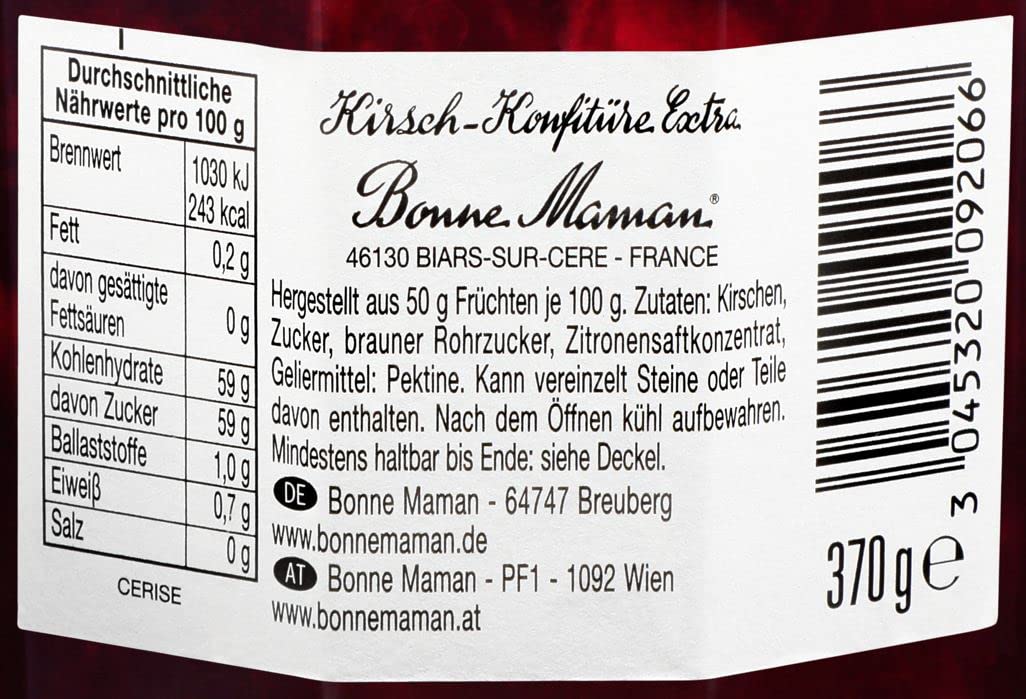 Durchschnittliche
Nährwerte pro 100 g
Brennwert 1030 kJ
243 kcal
Fett 0,2 g
davon gesättigte
Fettsäuren 0 g
Kohlenhydrate 59 g
davon Zucker 59 g
Ballaststoffe 1,0 g
Eiweiß 0,7 g
Salz 0 g
CERISE
Kirsch-Konfitüre Extra
Bonne Maman®
46130 BIARS-SUR-CERE - FRANCE
Hergestellt aus 50 g Früchten je 100 g. Zutaten: Kirschen,
Zucker, brauner Rohrzucker, Zitronensaftkonzentrat,
Geliermittel: Pektine. Kann vereinzelt Steine oder Teile
davon enthalten. Nach dem Öffnen kühl aufbewahren.
Mindestens haltbar bis Ende: siehe Deckel.
DE Bonne Maman - 64747 Breuberg
www.bonnemaman.de
AT Bonne Maman - PF1 - 1092 Wien
www.bonnemaman.at
3 045320 092066
370 g e